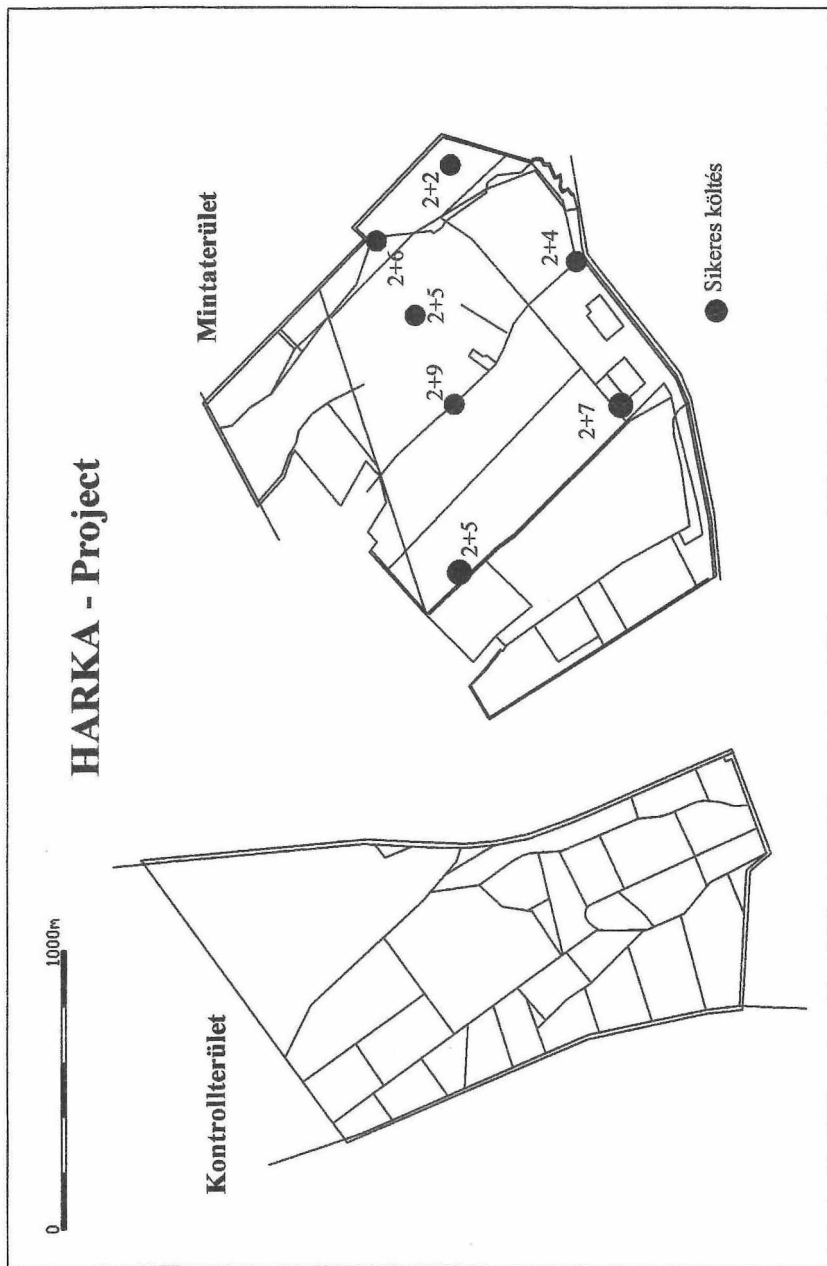 HARKA - Project
0
1000m
Kontrollterület
Mintaterület
2+6
2+2
2+5
2+9
2+4
2+5
2+7
Sikeres költés